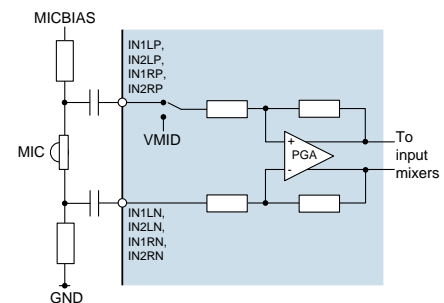 MICBIAS
IN1LP,
IN2LP,
IN1RP,
IN2RP
VMID
MIC
+
PGA
-
To
input
mixers
IN1LN,
IN2LN,
IN1RN,
IN2RN
GND